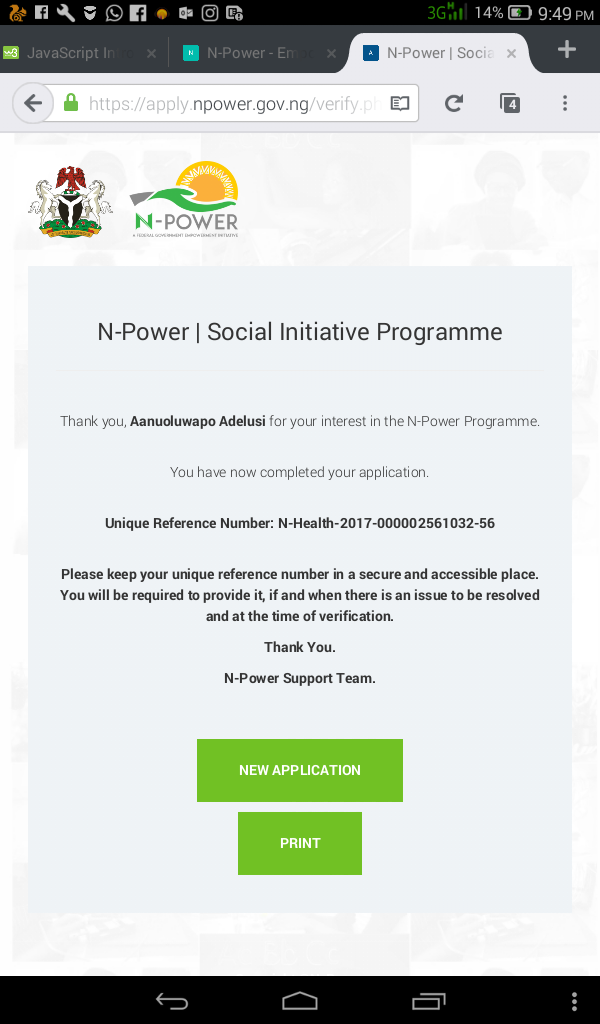 3G H 14% 9:49 PM
JavaScript In
N-Power - Em
N-Power | Socia
https://apply.npower.gov.ng/verify.ph
4
N-POWER
A FEDERAL GOVERNMENT EMPOWERMENT INITIATIVE
N-Power | Social Initiative Programme
Thank you, Aanuoluwapo Adelusi for your interest in the N-Power Programme.
You have now completed your application.
Unique Reference Number: N-Health-2017-000002561032-56
Please keep your unique reference number in a secure and accessible place.
You will be required to provide it, if and when there is an issue to be resolved
and at the time of verification.
Thank You.
N-Power Support Team.
NEW APPLICATION
PRINT